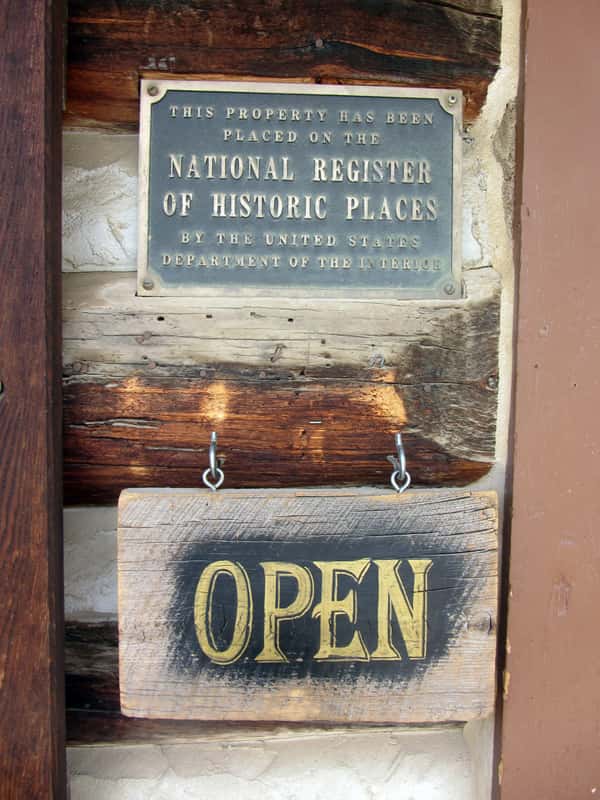 THIS PROPERTY HAS BEEN
PLACED ON THE
NATIONAL REGISTER
OF HISTORIC PLACES
BY THE UNITED STATES
DEPARTMENT OF THE INTERIOR
OPEN